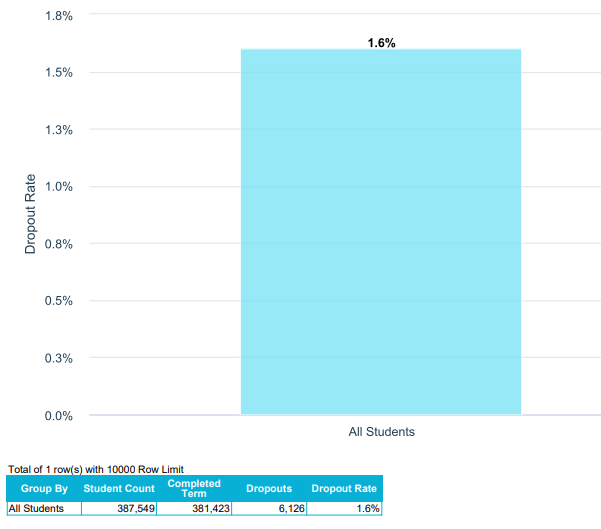 1.8%
1.6%
1.5%
1.3%
1.0%
0.8%
0.5%
0.3%
0.0%
Dropout Rate
All Students
Total of 1 row(s) with 10000 Row Limit
Group By Student Count Completed Term Dropouts Dropout Rate
All Students 387,549 381,423 6,126 1.6%